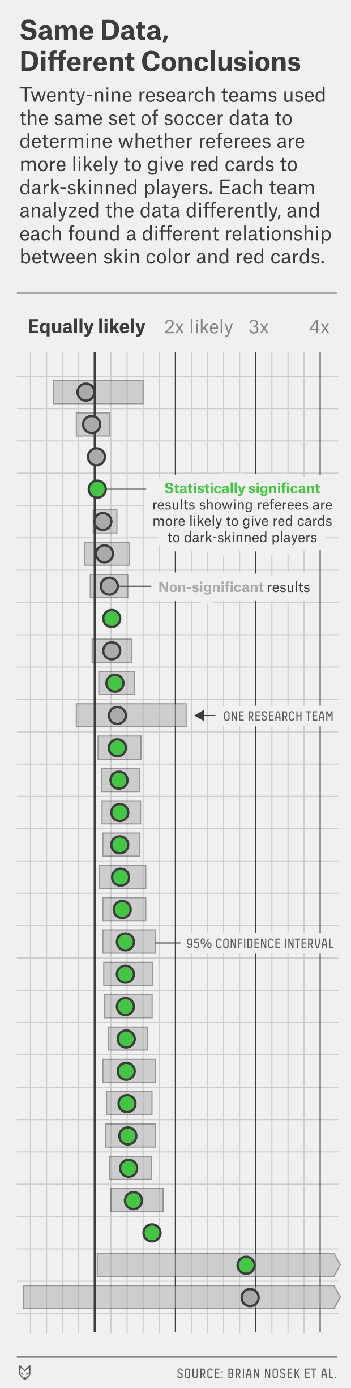 Same Data,
Different Conclusions
Twenty-nine research teams used
the same set of soccer data to
determine whether referees are
more likely to give red cards to
dark-skinned players. Each team
analyzed the data differently, and
each found a different relationship
between skin color and red cards.
Equally likely 2x likely 3x 4x
Statistically significant
results showing referees are
more likely to give red cards
to dark-skinned players
Non-significant results
ONE RESEARCH TEAM
95% CONFIDENCE INTERVAL
SOURCE: BRIAN NOSEK ET AL.